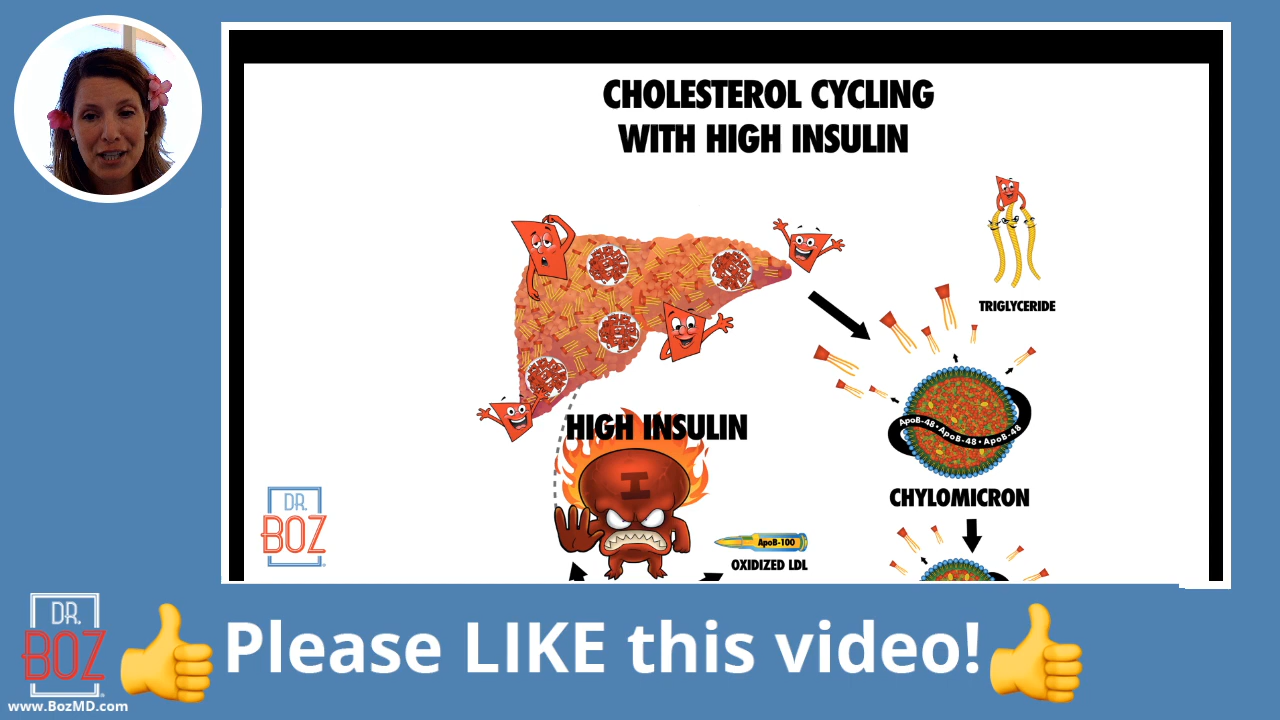 CHOLESTEROL CYCLING
WITH HIGH INSULIN
TRIGLYCERIDE
HIGH INSULIN
I
ApoB-48 • ApoB-48 • ApoB-48
CHYLOMICRON
ApoB-100
OXIDIZED LDL
DR.
BOZ
DR.
BOZ
Please LIKE this video!
www.BozMD.com